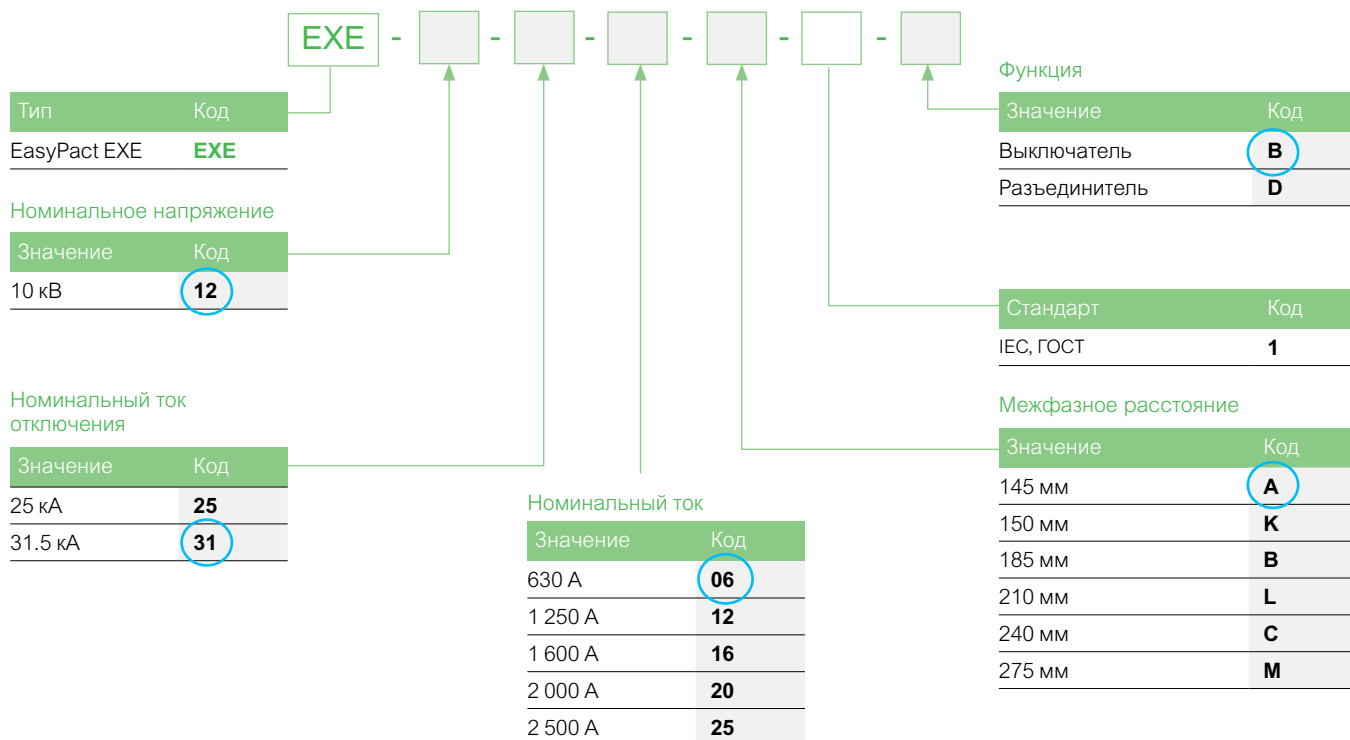 EXE - - - - - -
Тип Код
EasyPact EXE EXE
Номинальное напряжение
Значение Код
10 кВ 12
Номинальный ток
отключения
Значение Код
25 кА 25
31.5 кА 31
Номинальный ток
Значение Код
630 А 06
1 250 А 12
1 600 А 16
2 000 А 20
2 500 А 25
Функция
Значение Код
Выключатель B
Разъединитель D
Стандарт Код
IEC, ГОСТ 1
Межфазное расстояние
Значение Код
145 мм A
150 мм K
185 мм B
210 мм L
240 мм C
275 мм M